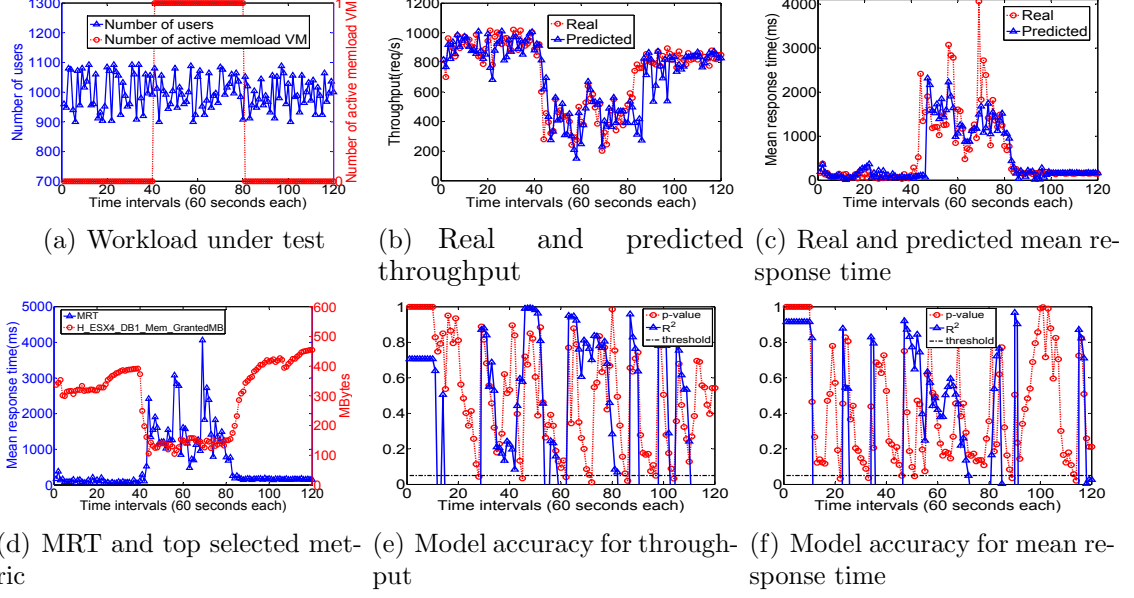 1300
1200
1100
1000
900
800
700
Number of users
Number of users
Number of active memload VM
1
0
Number of active memload VM
0 20 40 60 80 100 120
Time intervals (60 seconds each)
(a) Workload under test
1200
1000
800
600
400
200
0
Throughput(req/s)
Real
Predicted
0 20 40 60 80 100 120
Time intervals (60 seconds each)
(b) Real and predicted
throughput
4000
3000
2000
1000
0
Mean response time(ms)
Real
Predicted
0 20 40 60 80 100 120
Time intervals (60 seconds each)
(c) Real and predicted mean re-
sponse time
5000
4000
3000
2000
1000
0
Mean response time(ms)
MRT
H_ESX4_DB1_Mem_GrantedMB
600
500
400
300
200
100
0
MBytes
0 20 40 60 80 100 120
Time intervals (60 seconds each)
(d) MRT and top selected met-
ric
1
0.8
0.6
0.4
0.2
0
p-value
R²
threshold
0 20 40 60 80 100 120
Time intervals (60 seconds each)
(e) Model accuracy for through-
put
1
0.8
0.6
0.4
0.2
0
p-value
R²
threshold
0 20 40 60 80 100 120
Time intervals (60 seconds each)
(f) Model accuracy for mean re-
sponse time